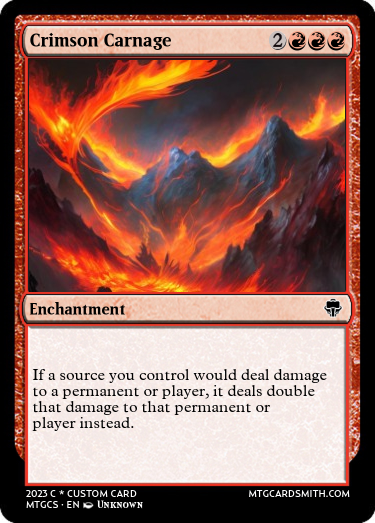 Crimson Carnage 2
Enchantment
If a source you control would deal damage
to a permanent or player, it deals double
that damage to that permanent or
player instead.
2023 C * CUSTOM CARD MTGCARDSMITH.COM
MTGCS · EN Unknown